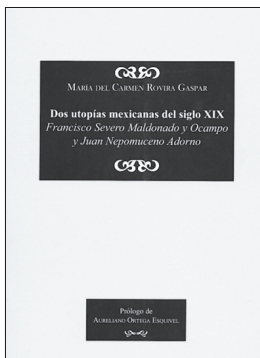 María del Carmen Rovira Gaspar
Dos utopías mexicanas del siglo XIX
Francisco Severo Maldonado y Ocampo
y Juan Nepomuceno Adorno
Prólogo de
Aureliano Ortega Esquivel